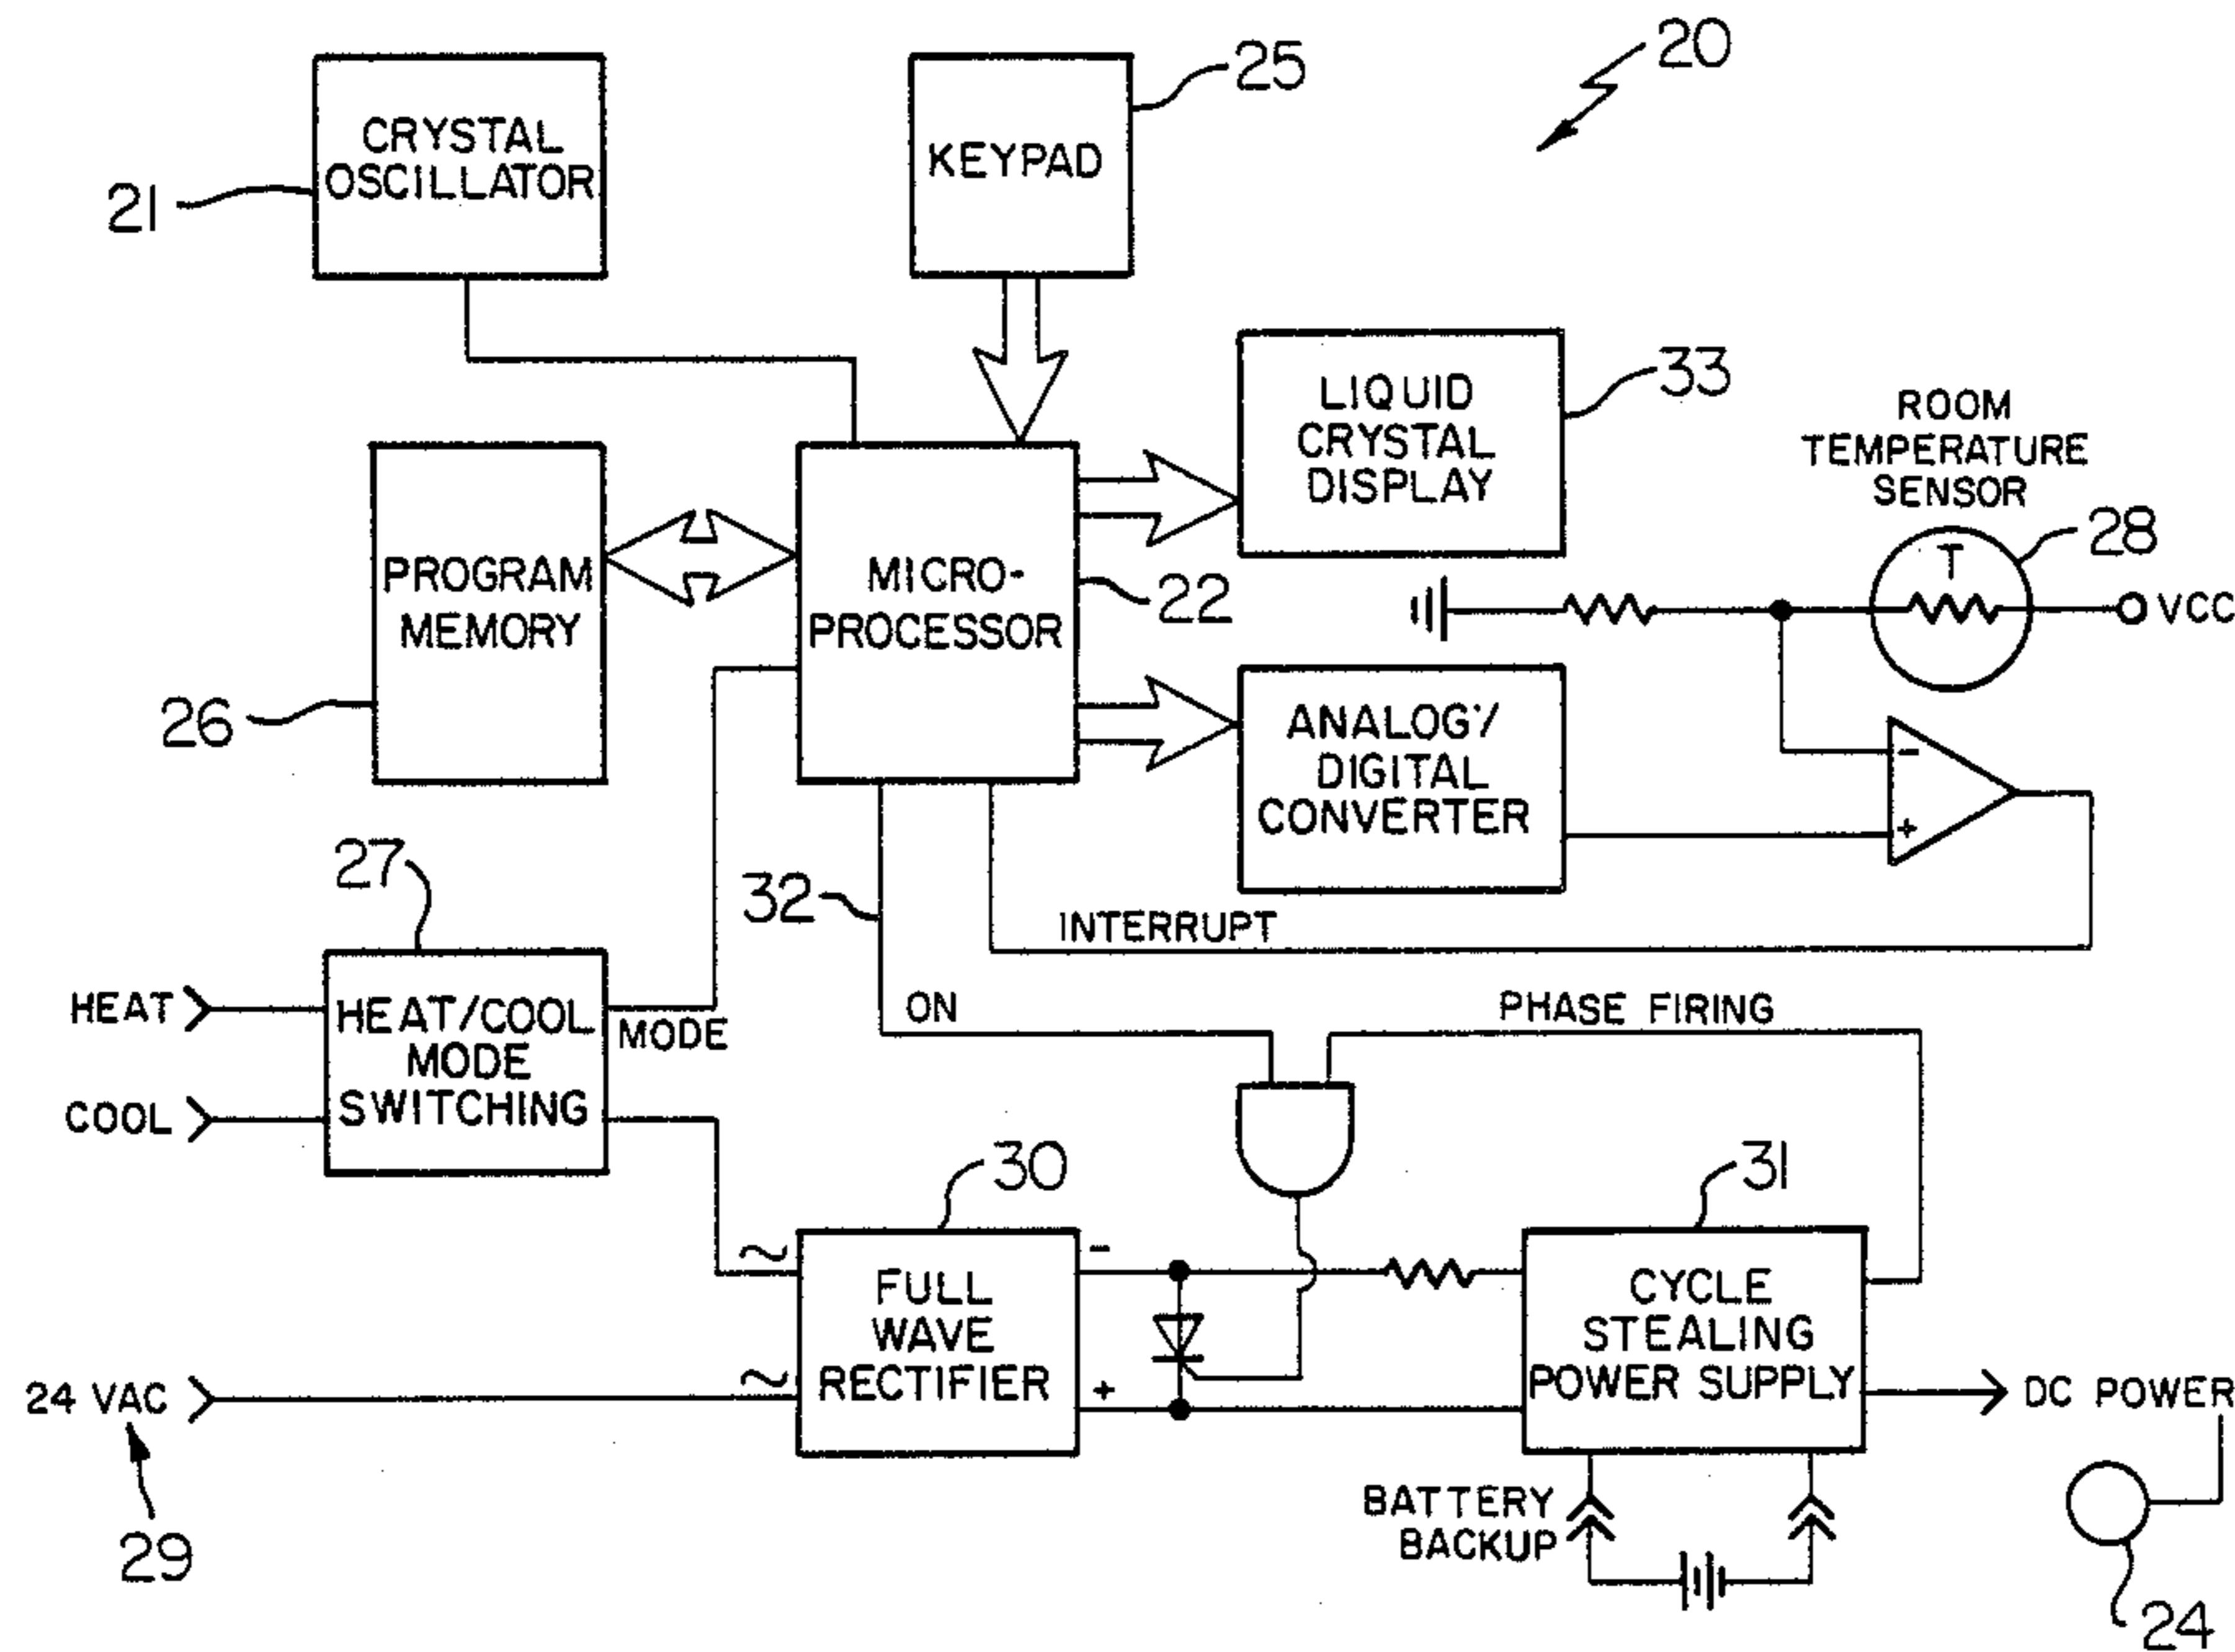 20
25
CRYSTAL
OSCILLATOR
21
KEYPAD
33
LIQUID
CRYSTAL
DISPLAY
ROOM
TEMPERATURE
SENSOR
28
T
VCC
PROGRAM
MEMORY
26
MICRO-
PROCESSOR
22
ANALOG/
DIGITAL
CONVERTER
-
+
27
32
INTERRUPT
HEAT
COOL
HEAT/COOL
MODE
SWITCHING
MODE
ON
PHASE FIRING
30
31
~
~
FULL
WAVE
RECTIFIER
-
+
CYCLE
STEALING
POWER SUPPLY
24 VAC
29
DC POWER
BATTERY
BACKUP
24